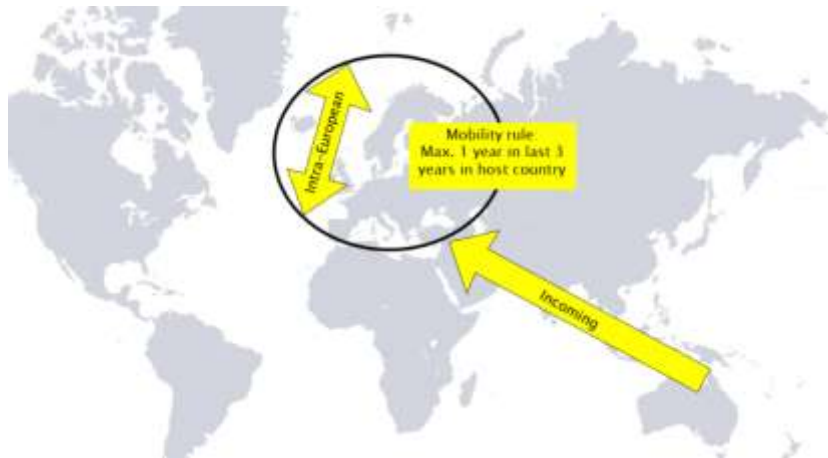 Intra-European
Mobility rule
Max. 1 year in last 3
years in host country
Incoming